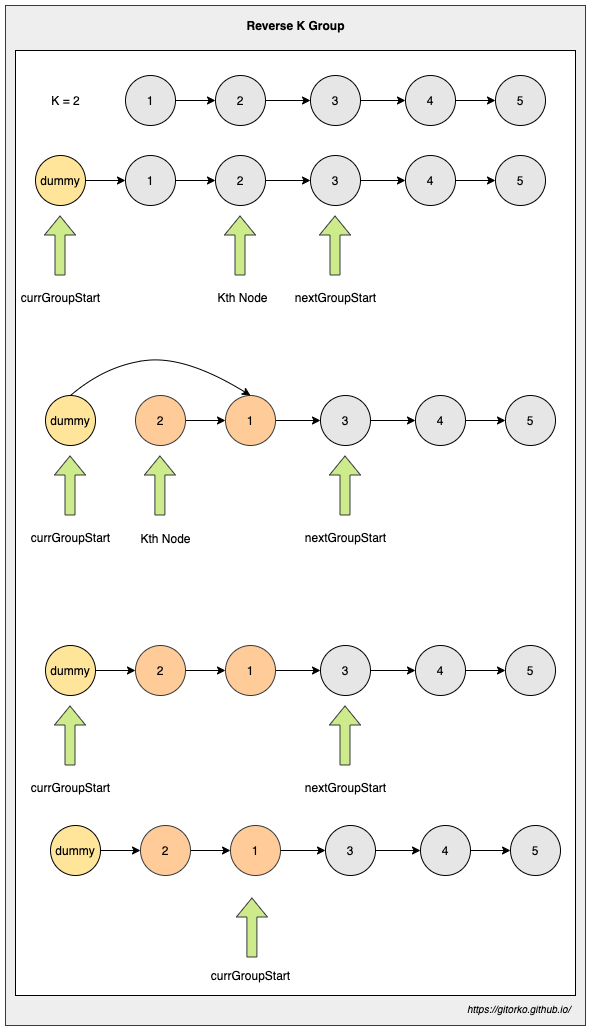 Reverse K Group
K = 2 1 2 3 4 5
dummy 1 2 3 4 5
currGroupStart Kth Node nextGroupStart
dummy 2 1 3 4 5
currGroupStart Kth Node nextGroupStart
dummy 2 1 3 4 5
currGroupStart nextGroupStart
dummy 2 1 3 4 5
currGroupStart
https://gitorko.github.io/